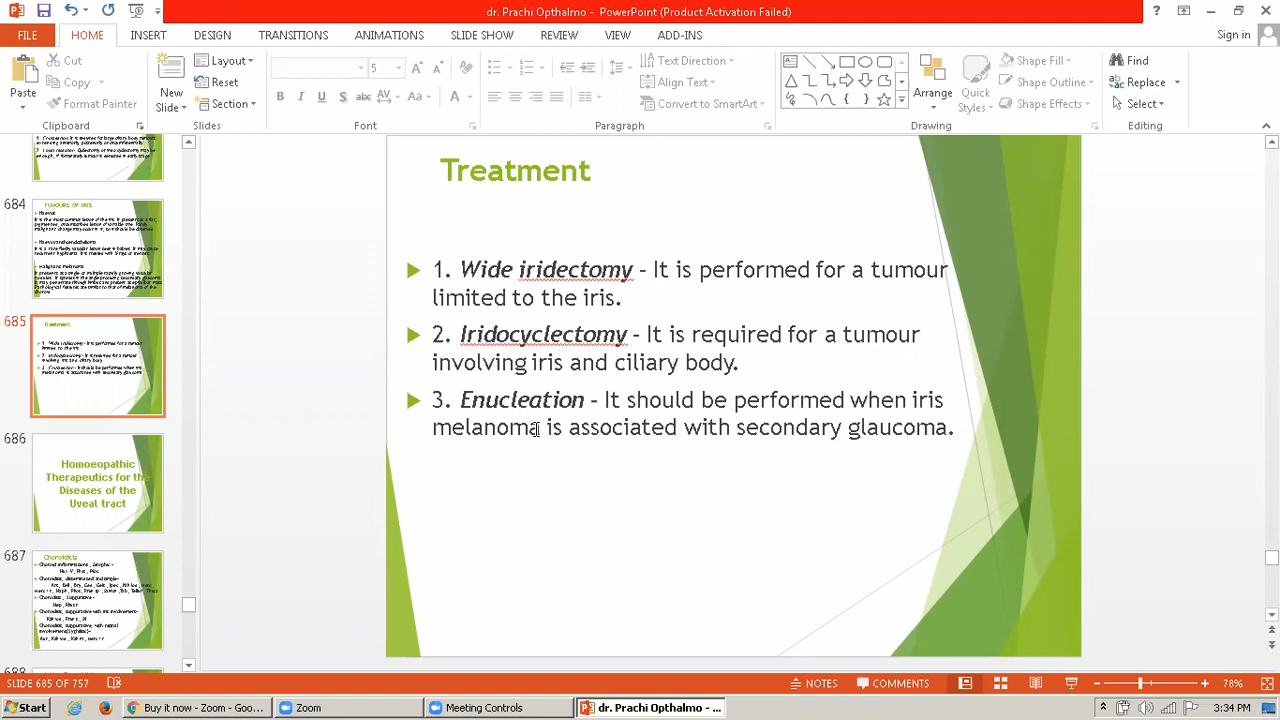 dr. Prachi Opthalmo - PowerPoint (Product Activation Failed)
FILE HOME INSERT DESIGN TRANSITIONS ANIMATIONS SLIDE SHOW REVIEW VIEW ADD-INS Sign in
Cut
Copy
Format Painter
Paste
Clipboard
New
Slide
Layout
Reset
Section
Slides
5
Font
Text Direction
Align Text
Convert to SmartArt
Paragraph
Arrange
Quick
Styles
Shape Fill
Shape Outline
Shape Effects
Drawing
Find
Replace
Select
Editing
684
TUMOURS OF IRIS
685
Treatment
686
Homoeopathic
Therapeutics for the
Diseases of the
Uveal tract
687
Choroiditis
Treatment
1. Wide iridectomy - It is performed for a tumour
limited to the iris.
2. Iridocyclectomy - It is required for a tumour
involving iris and ciliary body.
3. Enucleation - It should be performed when iris
melanoma is associated with secondary glaucoma.
SLIDE 685 OF 757 NOTES COMMENTS 78%
Start Buy it now - Zoom - Goo... Zoom Meeting Controls dr. Prachi Opthalmo - ... 3:34 PM